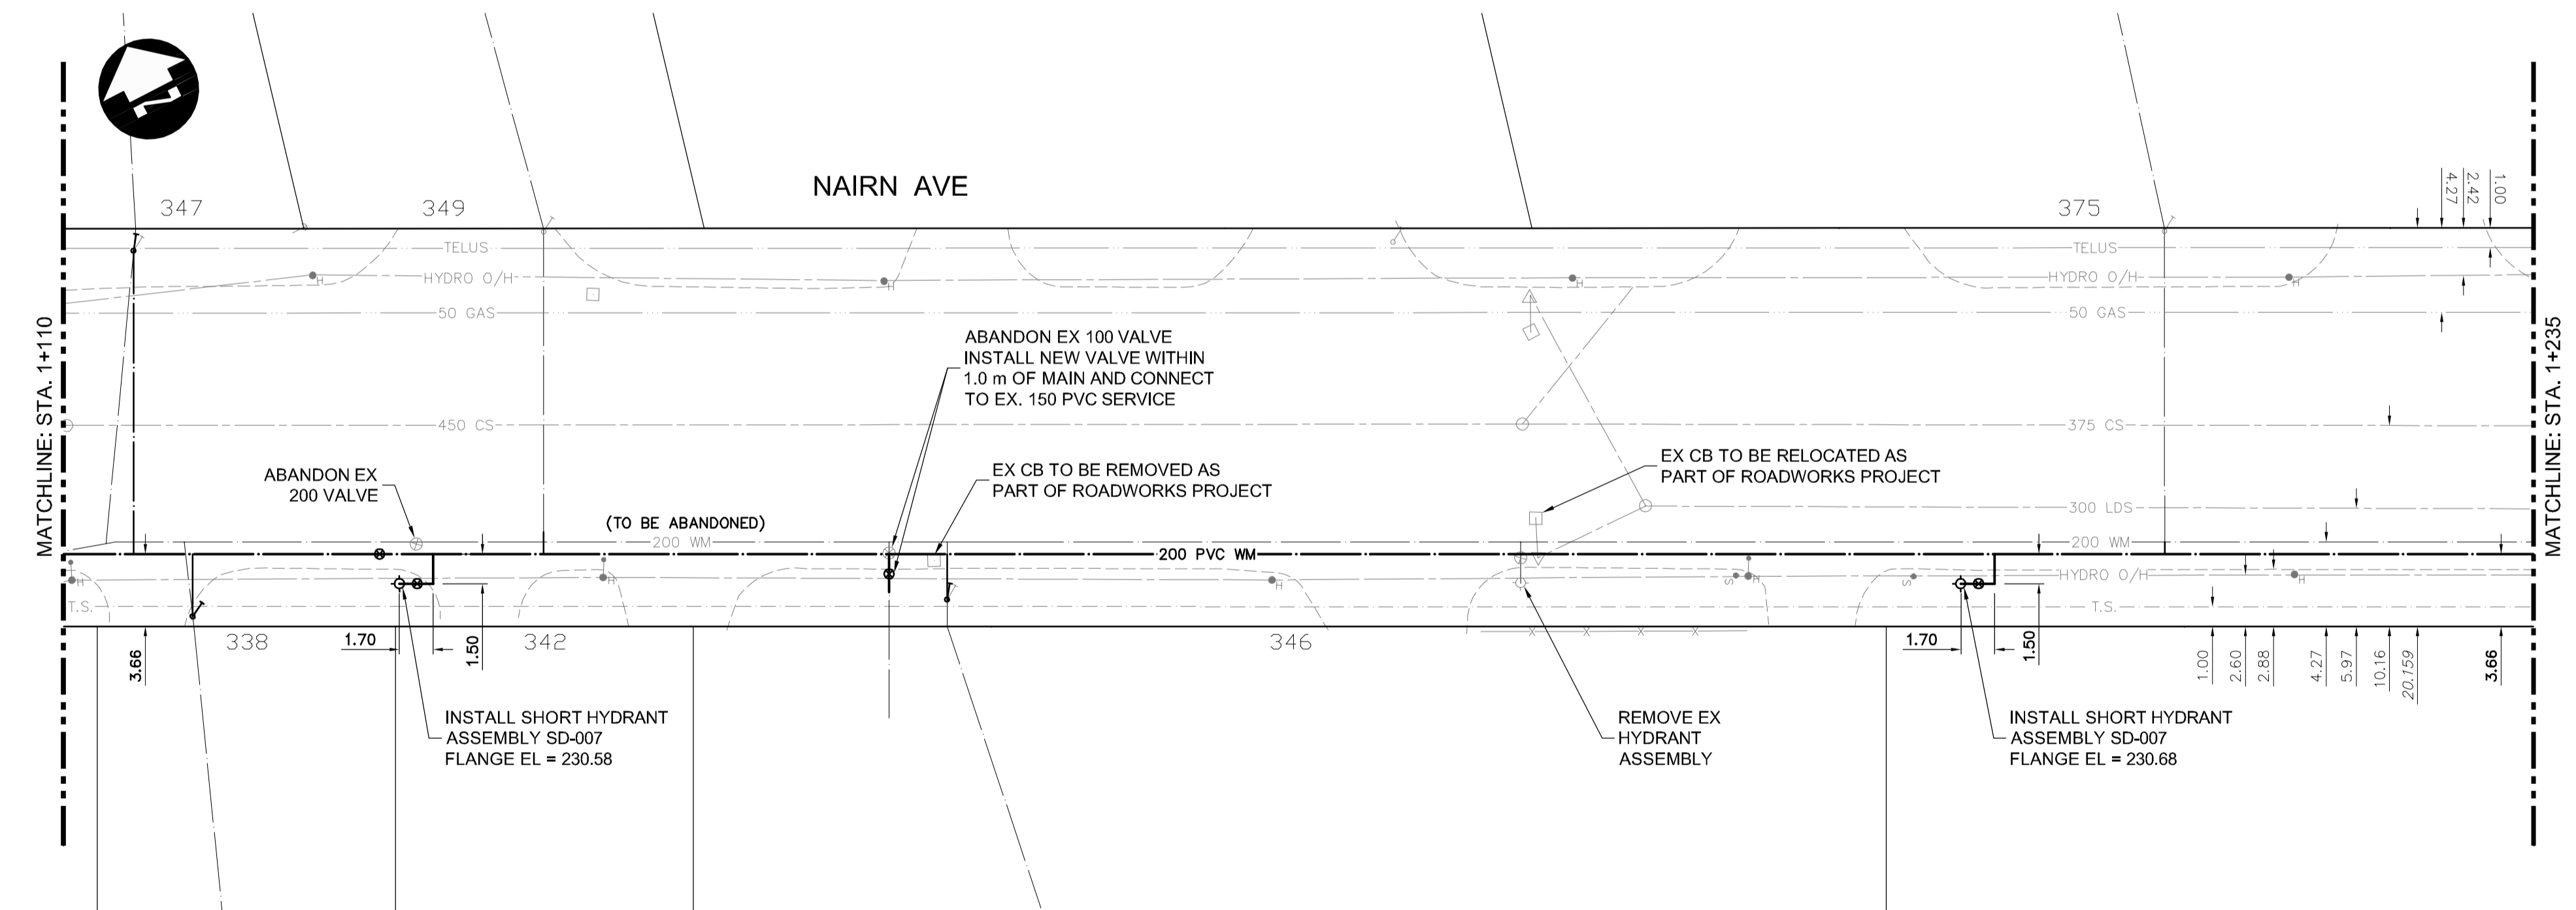 NAIRN AVE
347
349
375
4.27
2.42
1.00
TELUS
TELUS
HYDRO O/H
HYDRO O/H
H
H
H
H
50 GAS
50 GAS
MATCHLINE: STA. 1+110
MATCHLINE: STA. 1+235
ABANDON EX 100 VALVE
INSTALL NEW VALVE WITHIN
1.0 m OF MAIN AND CONNECT
TO EX. 150 PVC SERVICE
450 CS
375 CS
ABANDON EX
200 VALVE
EX CB TO BE REMOVED AS
PART OF ROADWORKS PROJECT
EX CB TO BE RELOCATED AS
PART OF ROADWORKS PROJECT
300 LDS
(TO BE ABANDONED)
200 WM
200 WM
200 PVC WM
HYDRO O/H
H
H
H
S
H
S
H
T.S.
T.S.
338
342
346
3.66
1.70
1.50
1.70
1.50
1.00
2.60
2.88
4.27
5.97
10.16
20.159
3.66
INSTALL SHORT HYDRANT
ASSEMBLY SD-007
FLANGE EL = 230.58
REMOVE EX
HYDRANT
ASSEMBLY
INSTALL SHORT HYDRANT
ASSEMBLY SD-007
FLANGE EL = 230.68